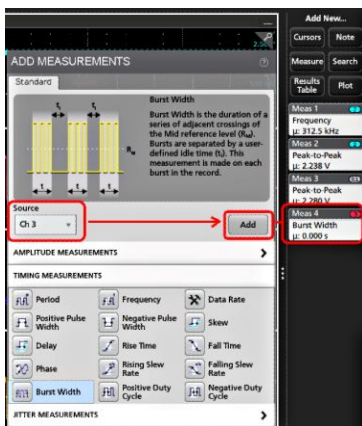 Add New...
Cursors
Note
Measure
Search
Results Table
Plot
ADD MEASUREMENTS
Standard
Burst Width
Burst Width is the duration of a
series of adjacent crossings of
the Mid reference level (RM).
Bursts are separated by a user-
defined idle time (tI). This
measurement is made on each
burst in the record.
Source
Ch 3
Add
AMPLITUDE MEASUREMENTS
TIMING MEASUREMENTS
Period
Frequency
Data Rate
Positive Pulse
Width
Negative Pulse
Width
Skew
Delay
Rise Time
Fall Time
Phase
Rising Slew
Rate
Falling Slew
Rate
Burst Width
Positive Duty
Cycle
Negative Duty
Cycle
JITTER MEASUREMENTS
Meas 1
Frequency
µ: 312.5 kHz
Meas 2
Peak-to-Peak
µ: 2.238 V
Meas 3
Peak-to-Peak
µ: 2.280 V
Meas 4
Burst Width
µ: 0.000 s